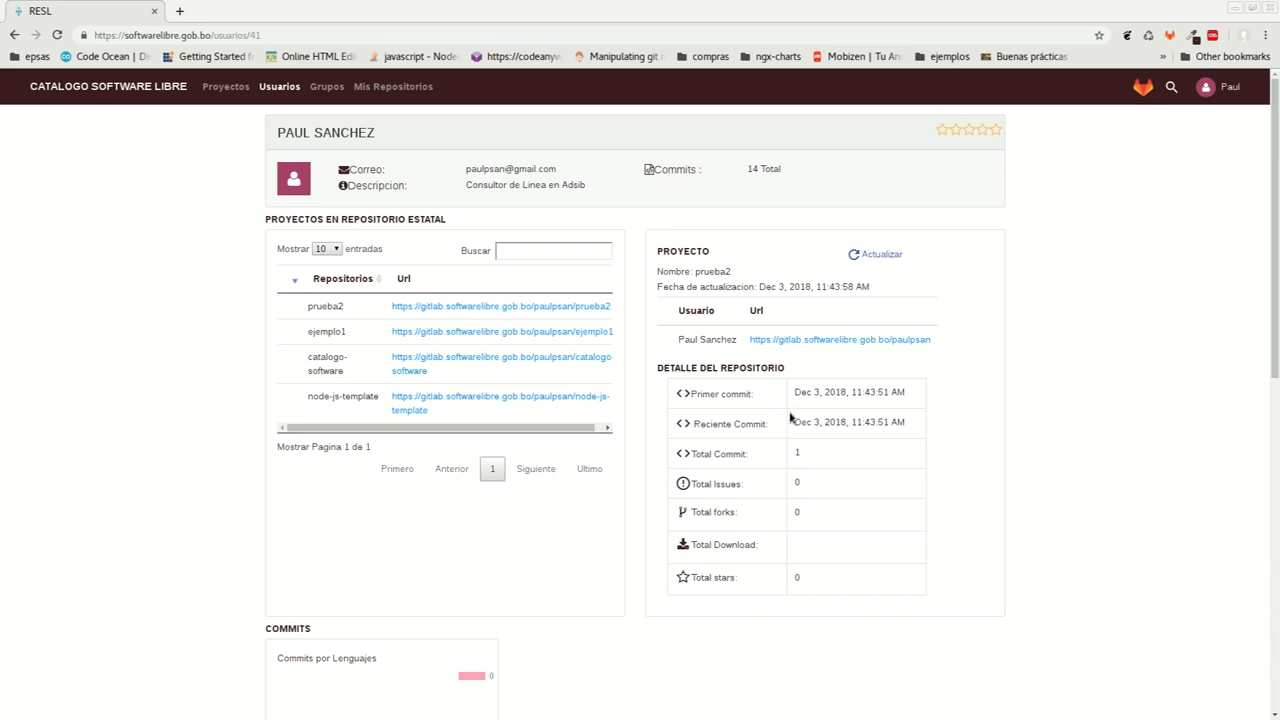 RESL
https://softwarelibre.gob.bo/usuarios/41
epsas Code Ocean | Di Getting Started Online HTML Edi javascript - Node https://codeanyw Manipulating git compras ngx-charts Mobizen | Tu An ejemplos Buenas prácticas » Other bookmarks
CATALOGO SOFTWARE LIBRE Proyectos Usuarios Grupos Mis Repositorios Paul
PAUL SANCHEZ
Correo: paulpsan@gmail.com Commits : 14 Total
Descripcion: Consultor de Linea en Adsib
PROYECTOS EN REPOSITORIO ESTATAL
Mostrar 10 entradas Buscar
Repositorios Url
prueba2 https://gitlab.softwarelibre.gob.bo/paulpsan/prueba2
ejemplo1 https://gitlab.softwarelibre.gob.bo/paulpsan/ejemplo1
catalogo- https://gitlab.softwarelibre.gob.bo/paulpsan/catalogo-
software software
node-js-template https://gitlab.softwarelibre.gob.bo/paulpsan/node-js-
template
Mostrar Pagina 1 de 1
Primero Anterior 1 Siguiente Ultimo
PROYECTO Actualizar
Nombre: prueba2
Fecha de actualizacion: Dec 3, 2018, 11:43:58 AM
Usuario Url
Paul Sanchez https://gitlab.softwarelibre.gob.bo/paulpsan
DETALLE DEL REPOSITORIO
Primer commit: Dec 3, 2018, 11:43:51 AM
Reciente Commit: Dec 3, 2018, 11:43:51 AM
Total Commit: 1
Total Issues: 0
Total forks: 0
Total Download:
Total stars: 0
COMMITS
Commits por Lenguajes
0